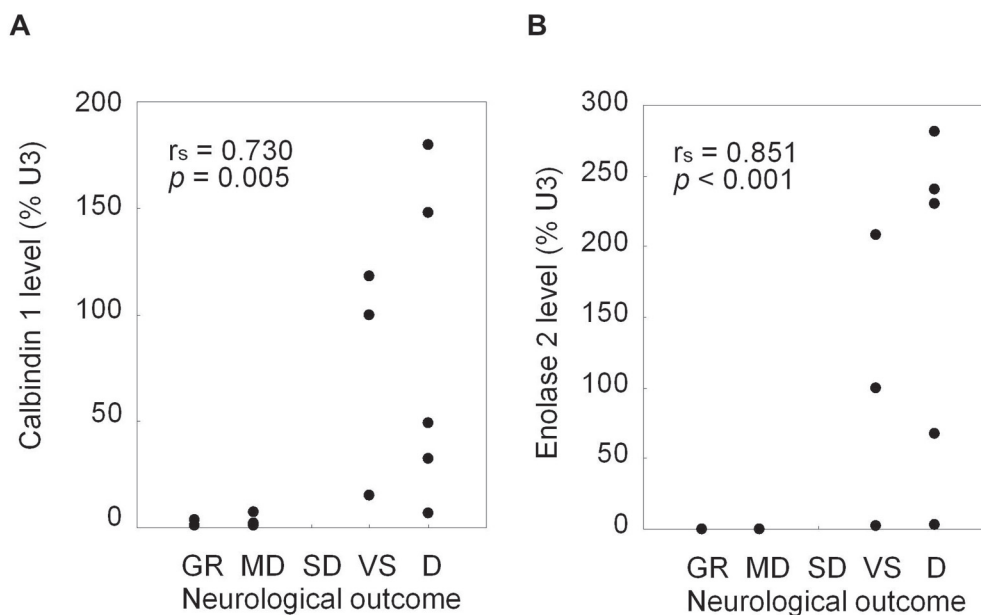 A
Calbindin 1 level (% U3)
200
150
100
50
0
rs = 0.730
p = 0.005
GR MD SD VS D
Neurological outcome
B
Enolase 2 level (% U3)
300
250
200
150
100
50
0
rs = 0.851
p < 0.001
GR MD SD VS D
Neurological outcome